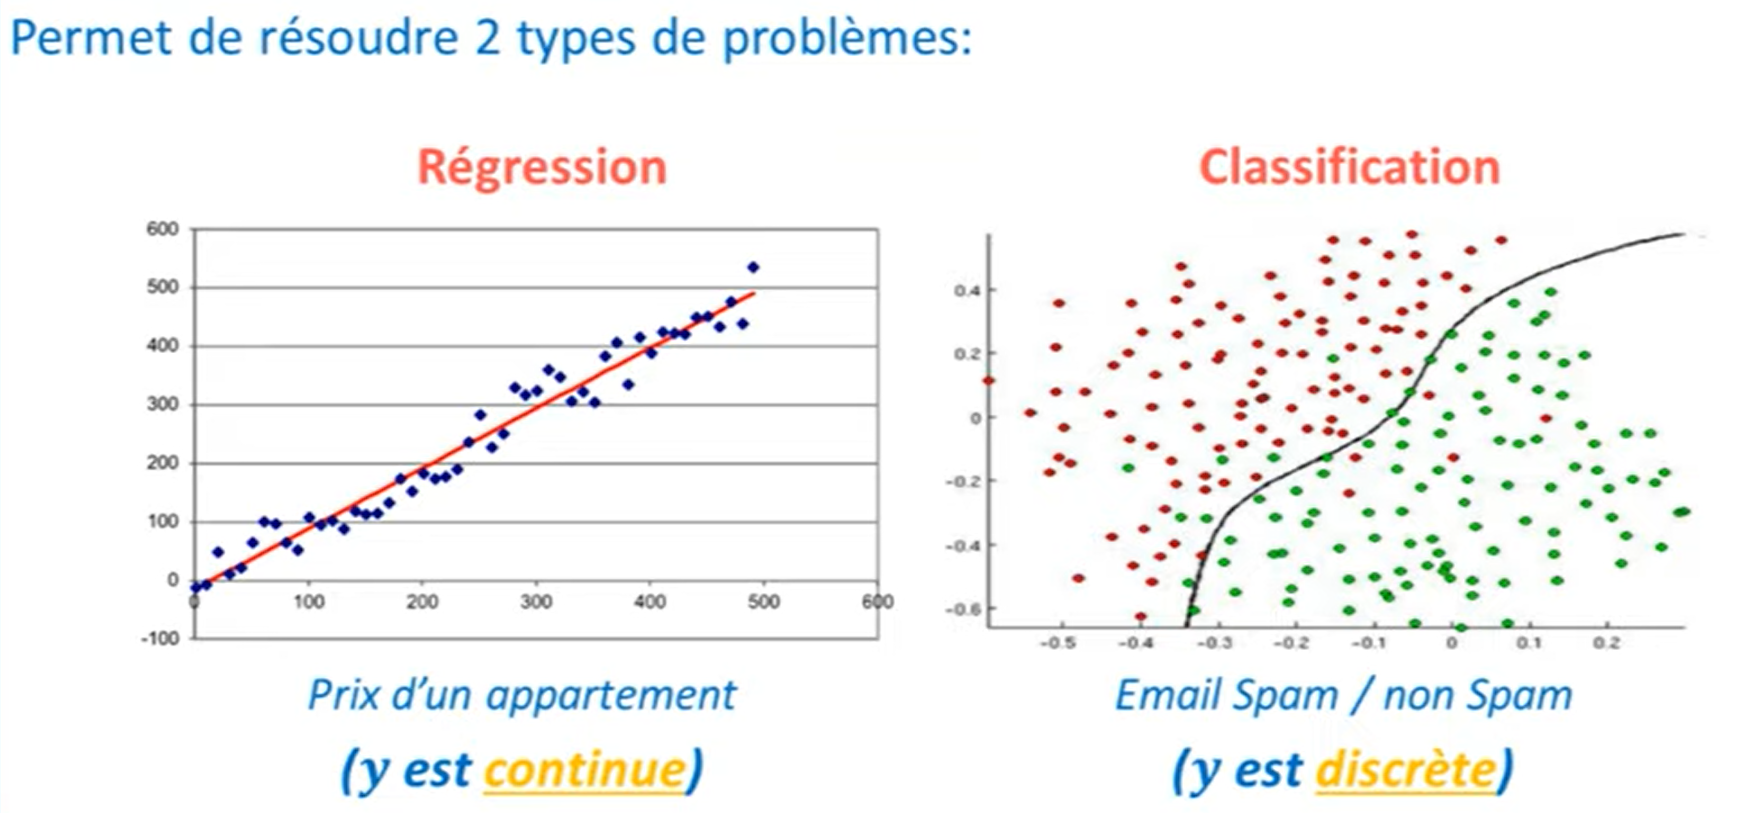 Permet de résoudre 2 types de problèmes:
Régression
600
500
400
300
200
100
0
-100
0 100 200 300 400 500 600
Prix d'un appartement
(y est continue)
Classification
0.4
0.2
0
-0.2
-0.4
-0.6
-0.5 -0.4 -0.3 -0.2 -0.1 0 0.1 0.2
Email Spam / non Spam
(y est discrète)